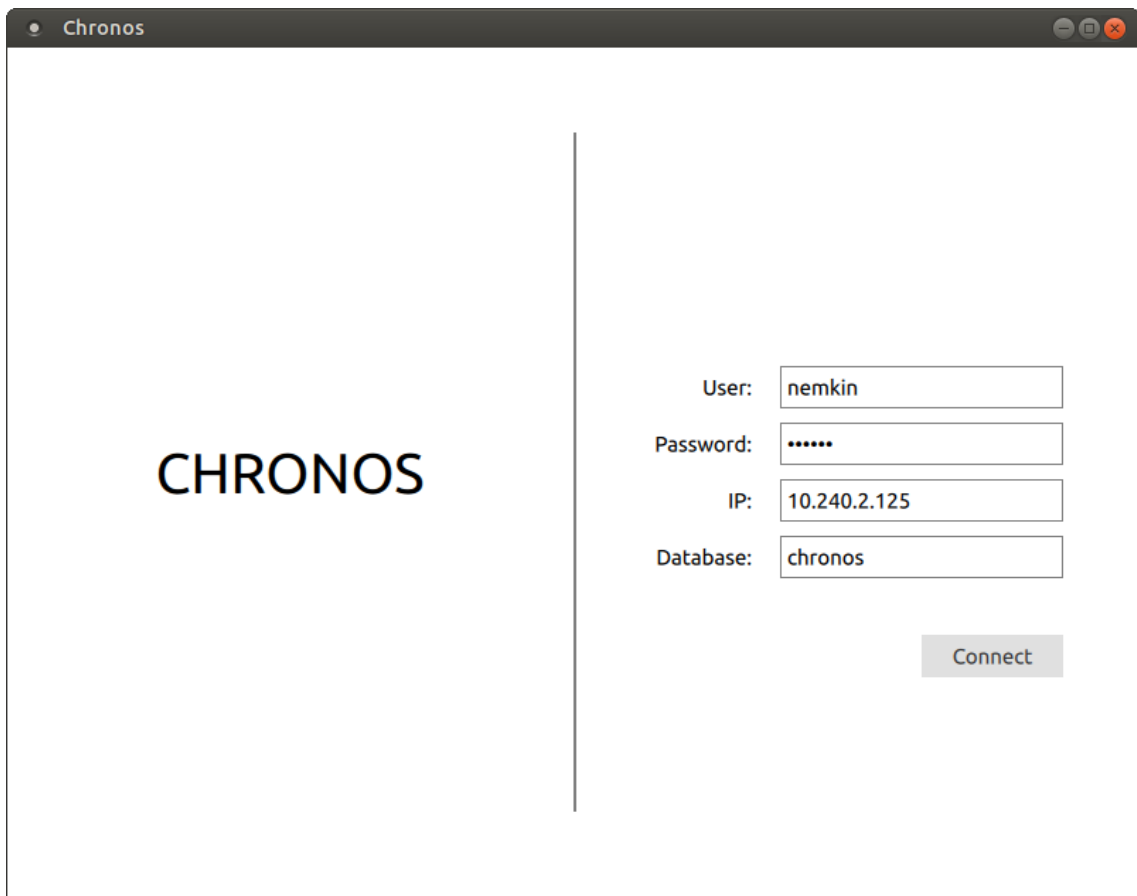 Chronos
CHRONOS
User: nemkin
Password: ••••••
IP: 10.240.2.125
Database: chronos
Connect